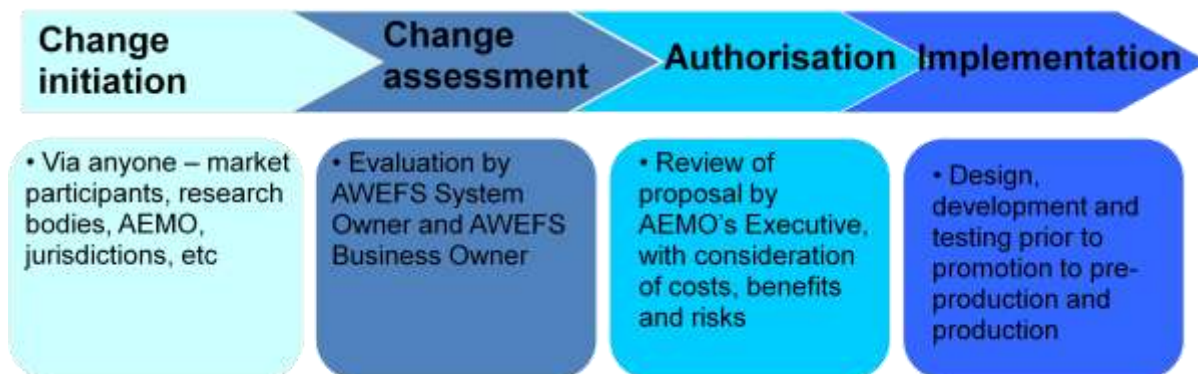 Change
initiation
Change
assessment
Authorisation
Implementation
• Via anyone – market
participants, research
bodies, AEMO,
jurisdictions, etc
• Evaluation by
AWEFS System
Owner and AWEFS
Business Owner
• Review of
proposal by
AEMO's Executive,
with consideration
of costs, benefits
and risks
• Design,
development and
testing prior to
promotion to pre-
production and
production